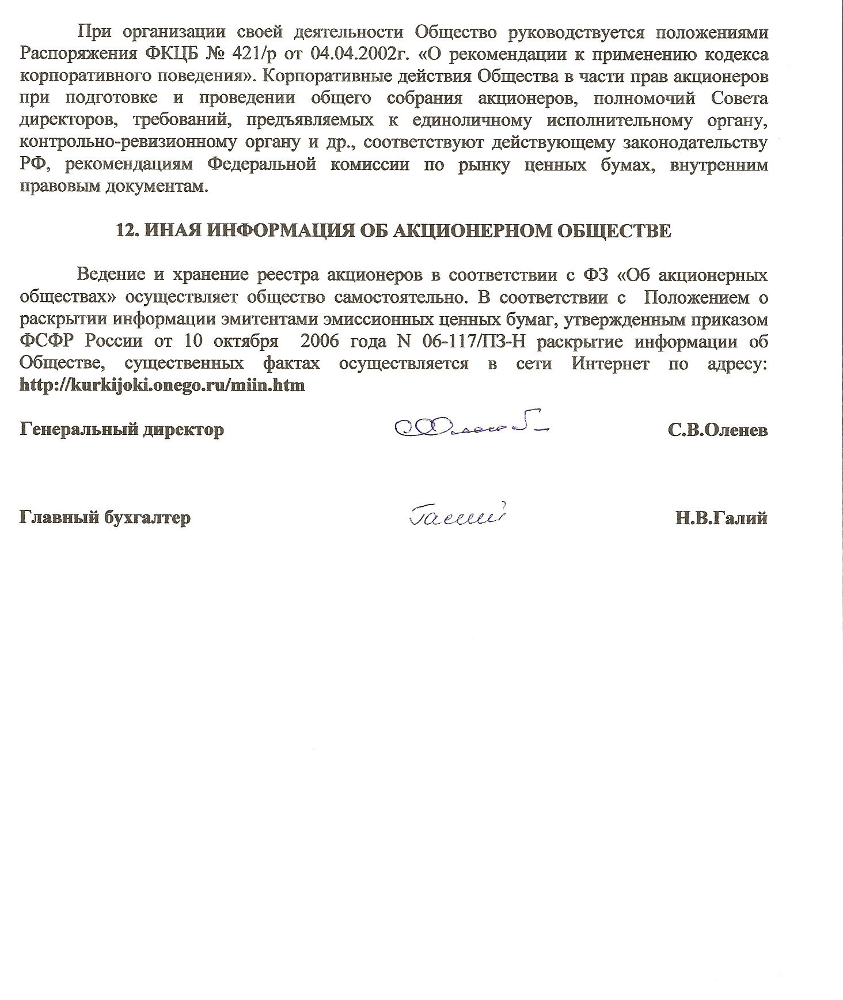 При организации своей деятельности Общество руководствуется положениями
Распоряжения ФКЦБ № 421/р от 04.04.2002г. «О рекомендации к применению кодекса
корпоративного поведения». Корпоративные действия Общества в части прав акционеров
при подготовке и проведении общего собрания акционеров, полномочий Совета
директоров, требований, предъявляемых к единоличному исполнительному органу,
контрольно-ревизионному органу и др., соответствуют действующему законодательству
РФ, рекомендациям Федеральной комиссии по рынку ценных бумах, внутренним
правовым документам.
12. ИНАЯ ИНФОРМАЦИЯ ОБ АКЦИОНЕРНОМ ОБЩЕСТВЕ
Ведение и хранение реестра акционеров в соответствии с ФЗ «Об акционерных
обществах» осуществляет общество самостоятельно. В соответствии с Положением о
раскрытии информации эмитентами эмиссионных ценных бумаг, утвержденным приказом
ФСФР России от 10 октября 2006 года N 06-117/ПЗ-Н раскрытие информации об
Обществе, существенных фактах осуществляется в сети Интернет по адресу:
http://kurkijoki.onego.ru/miin.htm
Генеральный директор С.В.Оленев
Главный бухгалтер Галий Н.В.Галий